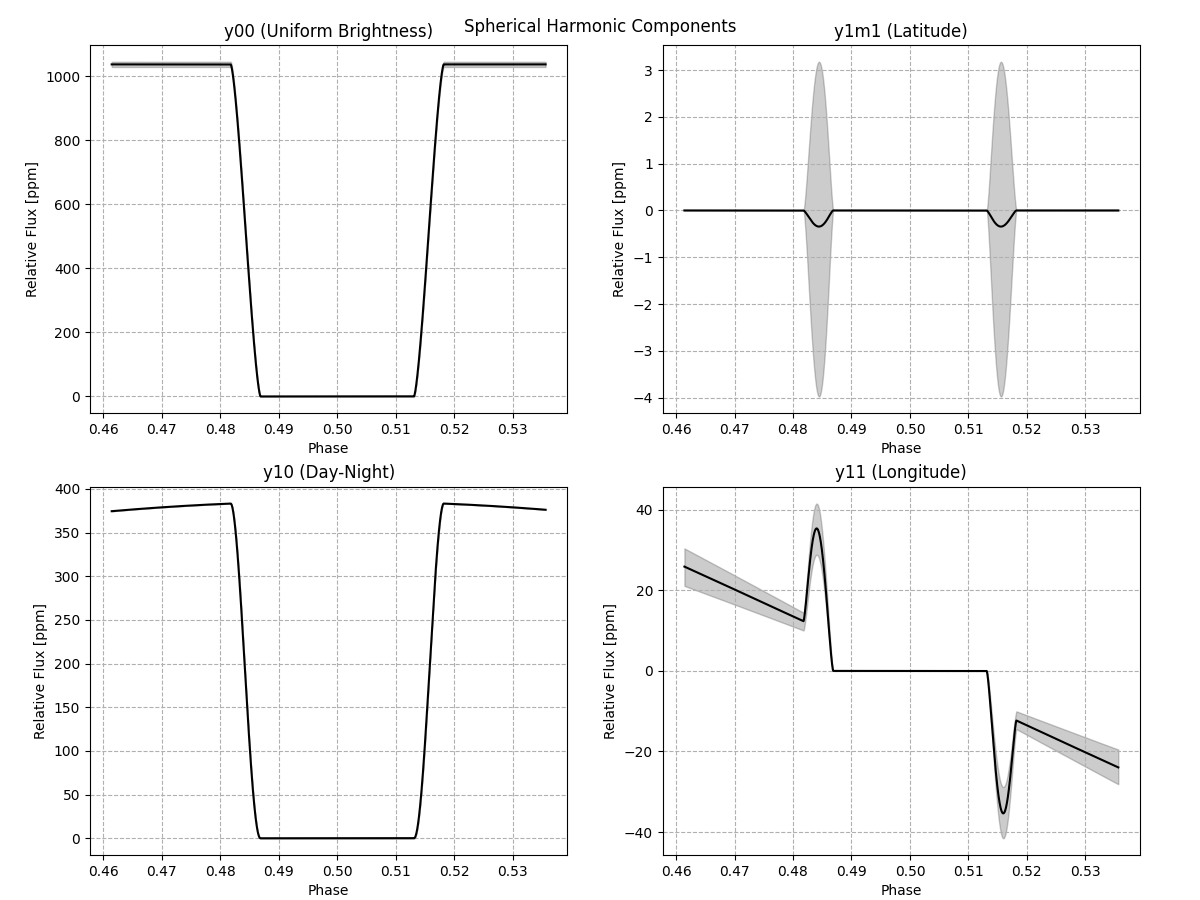 Spherical Harmonic Components
y00 (Uniform Brightness)
Relative Flux [ppm]
1000
800
600
400
200
0
0.46 0.47 0.48 0.49 0.50 0.51 0.52 0.53
Phase
y1m1 (Latitude)
Relative Flux [ppm]
3
2
1
0
−1
−2
−3
−4
0.46 0.47 0.48 0.49 0.50 0.51 0.52 0.53
Phase
y10 (Day-Night)
Relative Flux [ppm]
400
350
300
250
200
150
100
50
0
0.46 0.47 0.48 0.49 0.50 0.51 0.52 0.53
Phase
y11 (Longitude)
Relative Flux [ppm]
40
20
0
−20
−40
0.46 0.47 0.48 0.49 0.50 0.51 0.52 0.53
Phase